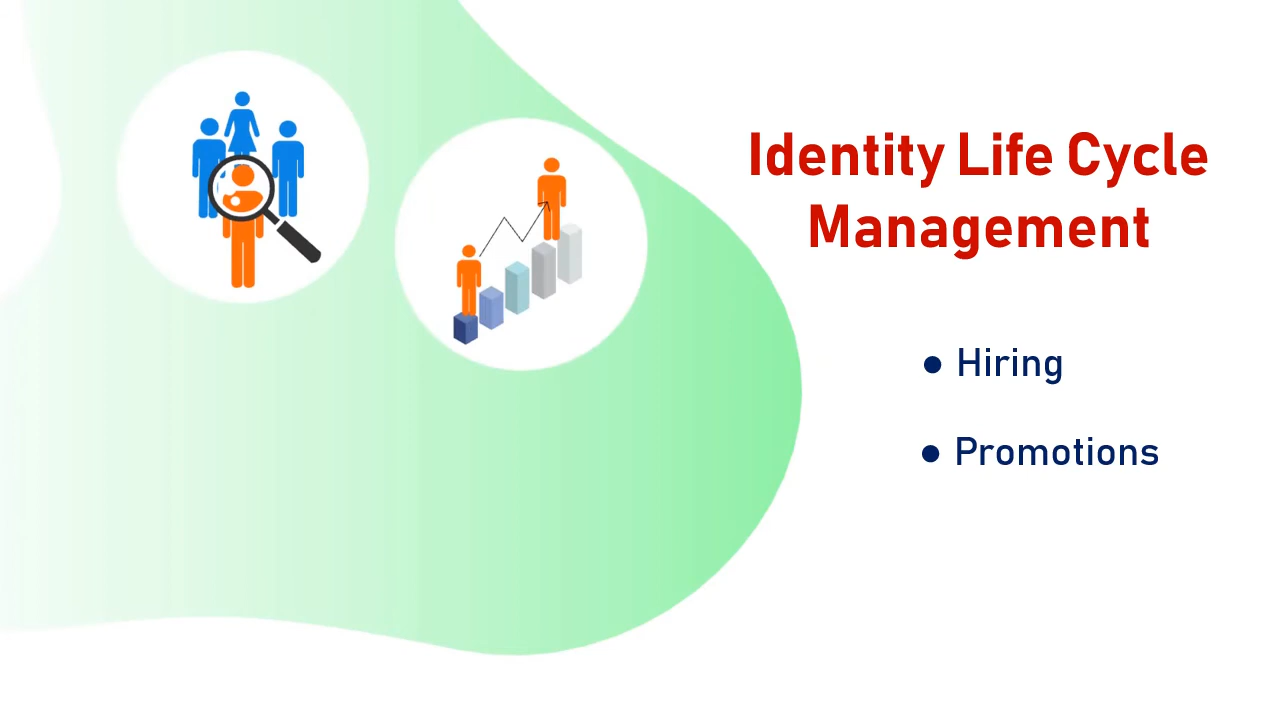 Identity Life Cycle
Management
● Hiring
● Promotions